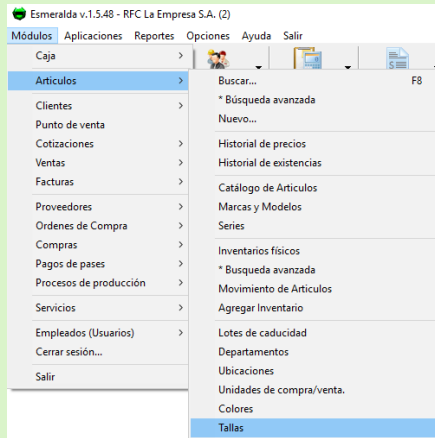 Esmeralda v.1.5.48 - RFC La Empresa S.A. (2)
Módulos Aplicaciones Reportes Opciones Ayuda Salir
Caja
Articulos
Clientes
Punto de venta
Cotizaciones
Ventas
Facturas
Proveedores
Ordenes de Compra
Compras
Pagos de pases
Procesos de producción
Servicios
Empleados (Usuarios)
Cerrar sesión...
Salir
Buscar... F8
* Búsqueda avanzada
Nuevo...
Historial de precios
Historial de existencias
Catálogo de Articulos
Marcas y Modelos
Series
Inventarios físicos
* Busqueda avanzada
Movimiento de Articulos
Agregar Inventario
Lotes de caducidad
Departamentos
Ubicaciones
Unidades de compra/venta.
Colores
Tallas